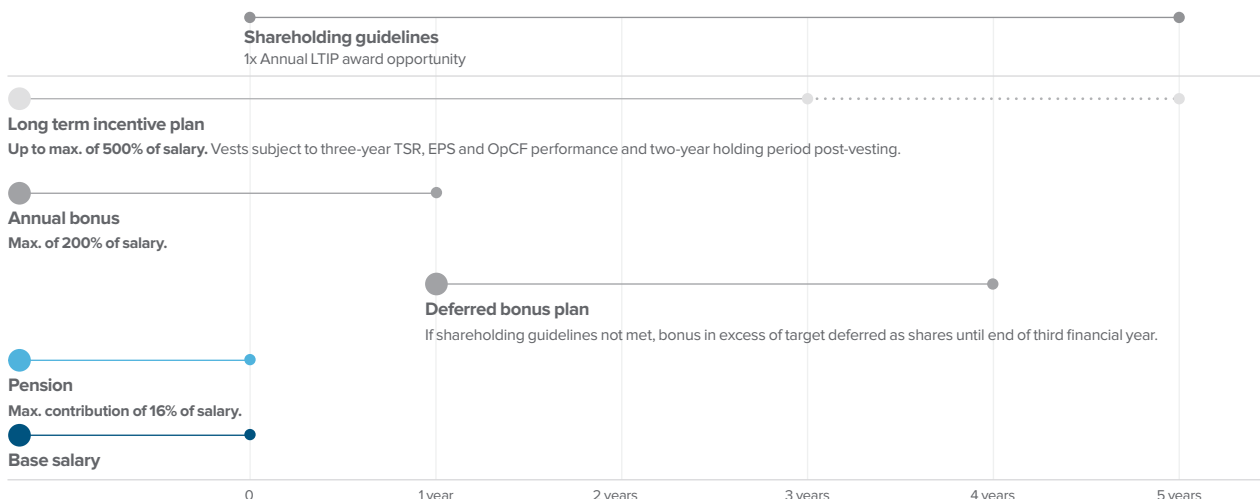 Shareholding guidelines
1x Annual LTIP award opportunity
Long term incentive plan
Up to max. of 500% of salary. Vests subject to three-year TSR, EPS and OpCF performance and two-year holding period post-vesting.
Annual bonus
Max. of 200% of salary.
Deferred bonus plan
If shareholding guidelines not met, bonus in excess of target deferred as shares until end of third financial year.
Pension
Max. contribution of 16% of salary.
Base salary
0 1 year 2 years 3 years 4 years 5 years